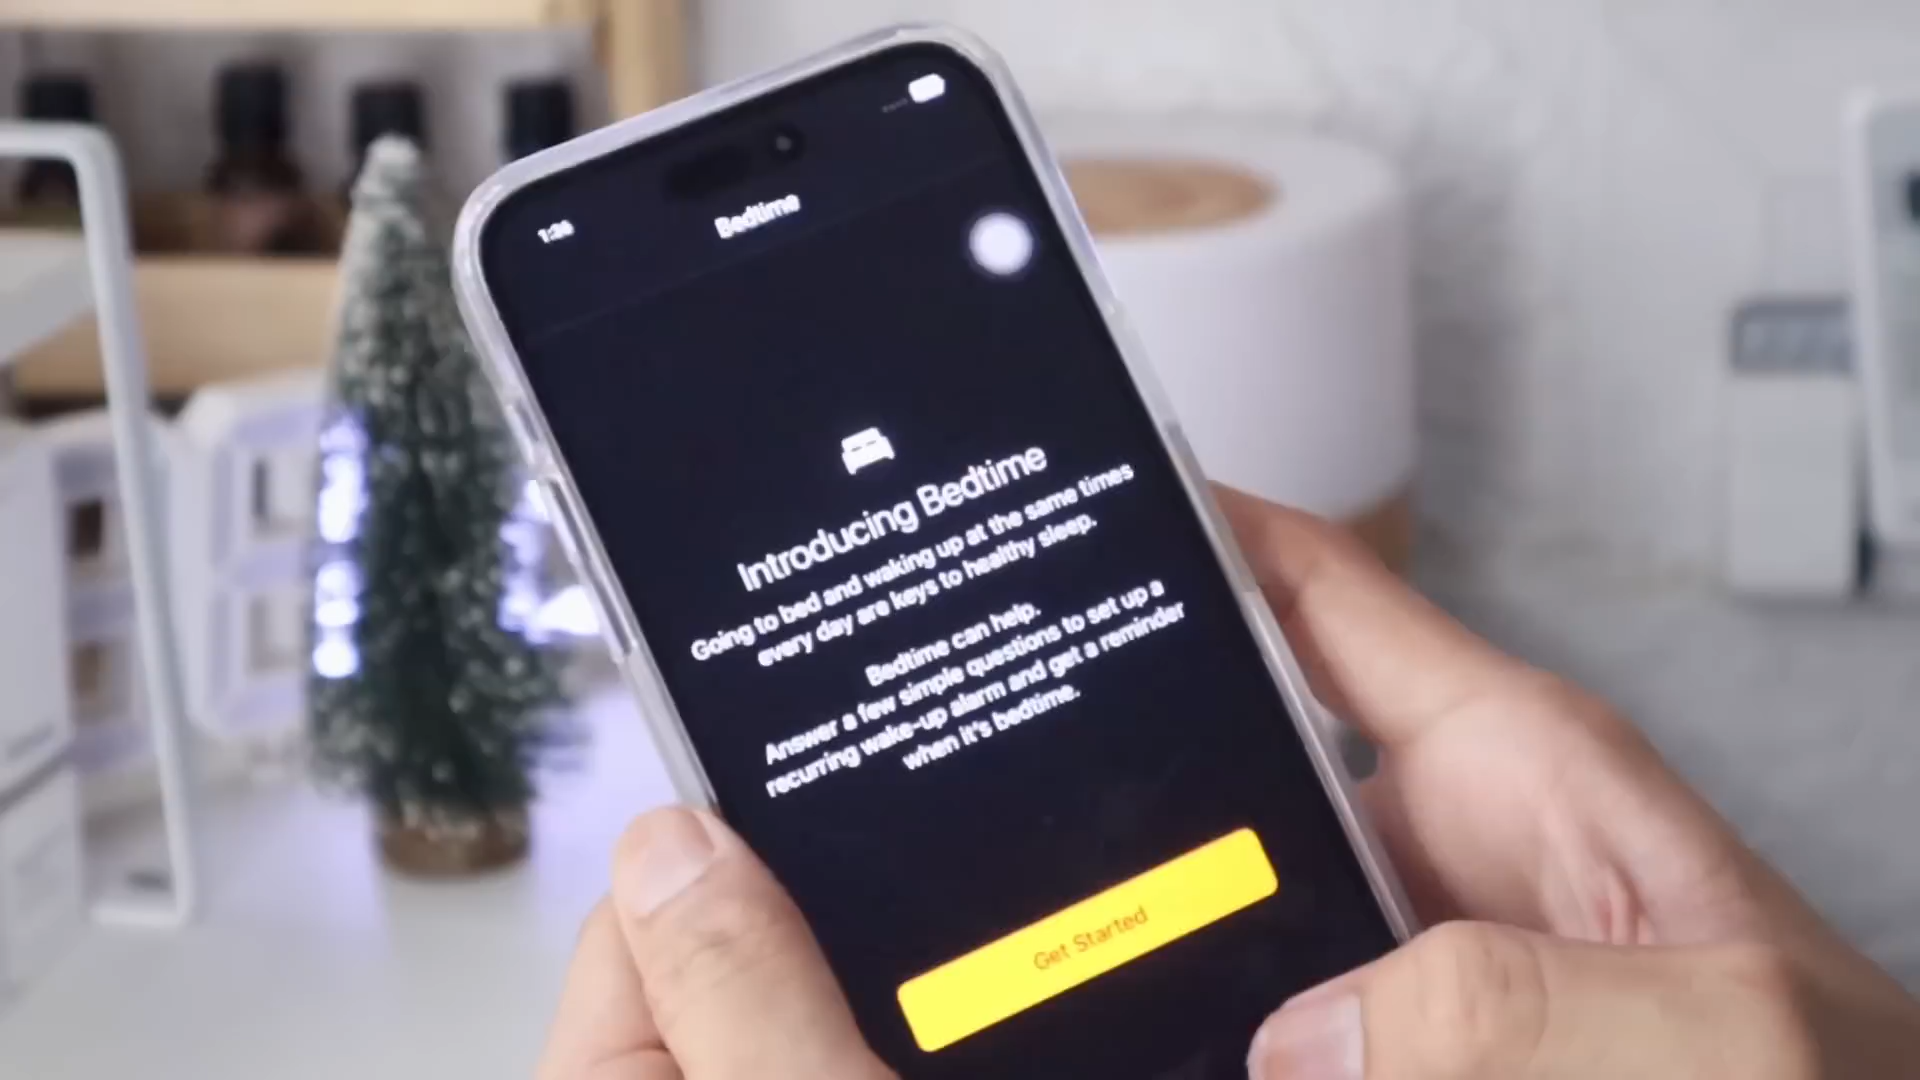 1:26
Bedtime
Introducing Bedtime
Going to bed and waking up at the same times
every day are keys to healthy sleep.
Bedtime can help.
Answer a few simple questions to set up a
recurring wake-up alarm and get a reminder
when it's bedtime.
Get Started